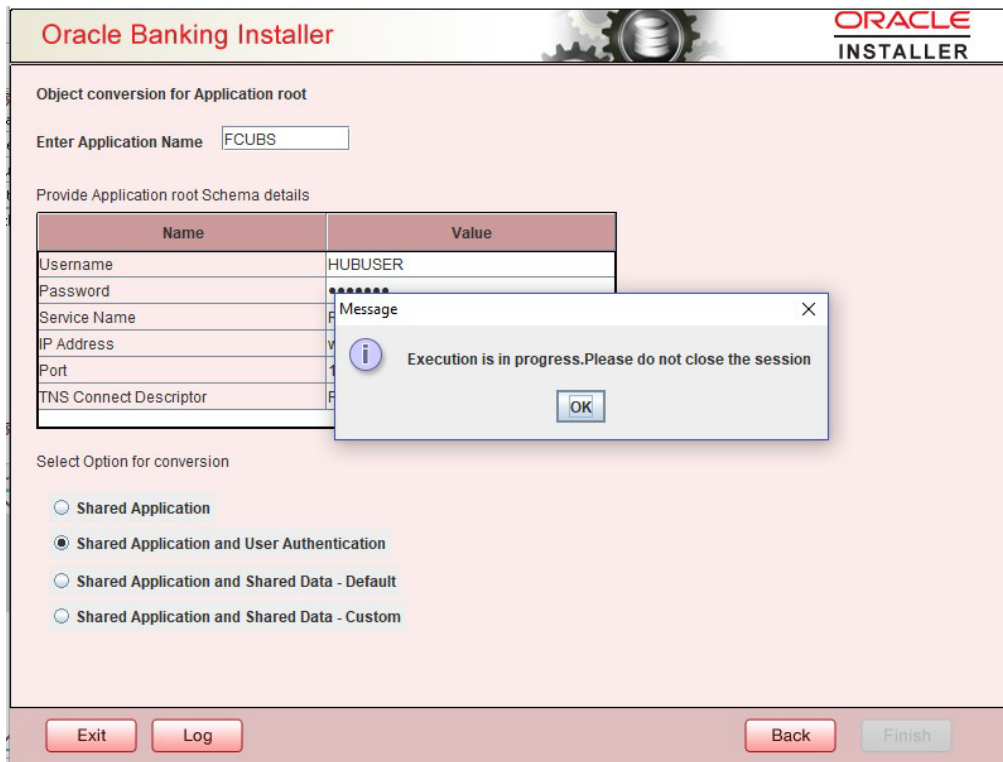 Oracle Banking Installer
ORACLE
INSTALLER
Object conversion for Application root
Enter Application Name FCUBS
Provide Application root Schema details
Name Value
Username HUBUSER
Password ●●●●●●●
Service Name
IP Address
Port
TNS Connect Descriptor
Message
Execution is in progress.Please do not close the session
OK
Select Option for conversion
Shared Application
Shared Application and User Authentication
Shared Application and Shared Data - Default
Shared Application and Shared Data - Custom
Exit Log Back Finish